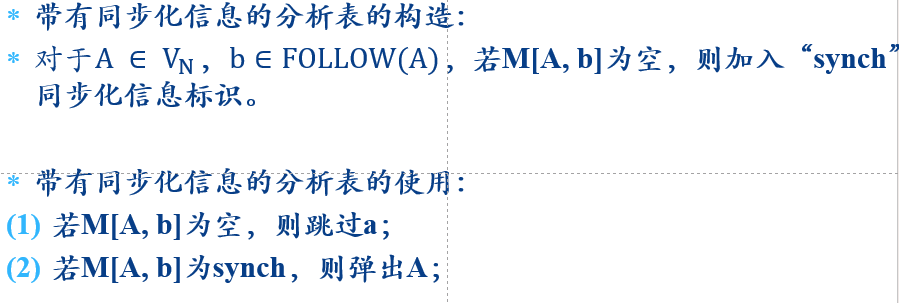 * 带有同步化信息的分析表的构造：
* 对于A ∈ V_N，b ∈ FOLLOW(A)，若M[A, b]为空，则加入“synch”
同步化信息标识。
* 带有同步化信息的分析表的使用：
(1) 若M[A, b]为空，则跳过a；
(2) 若M[A, b]为synch，则弹出A；